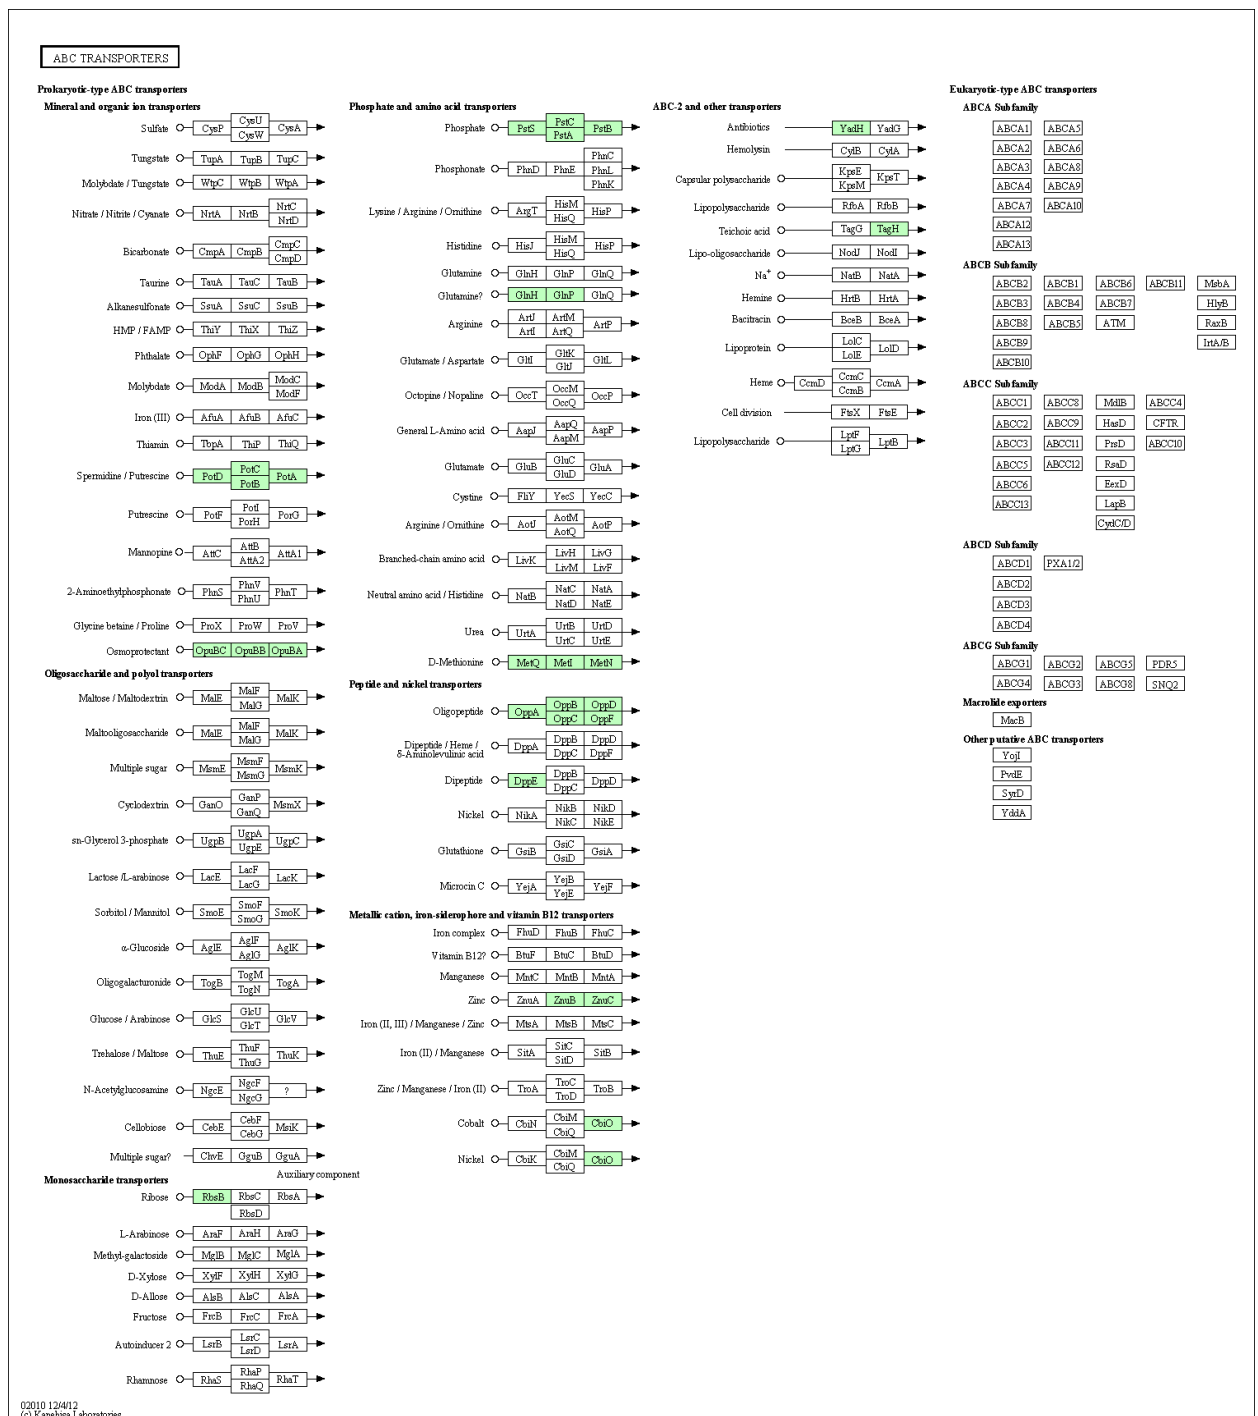 ABC TRANSPORTERS
Prokaryotic-type ABC transporters
Mineral and organic ion transporters
Sulfate CysP CysU CysW CysA
Tungstate TupA TupB TupC
Molybdate / Tungstate WtpC WtpB WtpA
Nitrate / Nitrite / Cyanate NrtA NrtB NrtC NrtD
Bicarbonate CmpA CmpB CmpC CmpD
Taurine TauA TauC TauB
Alkanesulfonate SsuA SsuC SsuB
HMP / FAMP ThiY ThiX ThiZ
Phthalate OphF OphG OphH
Molybdate ModA ModB ModC ModF
Iron (III) AfuA AfuB AfuC
Thiamin TbpA ThiP ThiQ
Spermidine / Putrescine PotD PotC PotB PotA
Putrescine PotF PotI PorH PorG
Mannopine AttC AttB AttA2 AttA1
2-Aminoethylphosphonate PhnS PhnV PhnU PhnT
Glycine betaine / Proline ProX ProW ProV
Osmoprotectant OpuBC OpuBB OpuBA
Oligosaccharide and polyol transporters
Maltose / Maltodextrin MalE MalF MalG MalK
Maltooligosaccharide MalE MalF MalG MalK
Multiple sugar MsmE MsmF MsmG MsmK
Cyclodextrin GanO GanP GanQ MsmX
sn-Glycerol 3-phosphate UgpB UgpA UgpE UgpC
Lactose /L-arabinose LacE LacF LacG LacK
Sorbitol / Mannitol SmoE SmoF SmoG SmoK
α-Glucoside AglE AglF AglG AglK
Oligogalacturonide TogB TogM TogN TogA
Glucose / Arabinose GlcS GlcU GlcT GlcV
Trehalose / Maltose ThuE ThuF ThuG ThuK
N-Acetylglucosamine NgcE NgcF NgcG ?
Cellobiose CebE CebF CebG MsiK
Multiple sugar? ChvE GguB GguA
Auxiliary component
Monosaccharide transporters
Ribose RbsB RbsC RbsA
RbsD
L-Arabinose AraF AraH AraG
Methyl-galactoside MglB MglC MglA
D-Xylose XylF XylH XylG
D-Allose AlsB AlsC AlsA
Fructose FrcB FrcC FrcA
Autoinducer 2 LsrB LsrC LsrD LsrA
Rhamnose RhaS RhaP RhaQ RhaT
Phosphate and amino acid transporters
Phosphate PstS PstC PstA PstB
Phosphonate PhnD PhnE PhnC PhnL PhnK
Lysine / Arginine / Ornithine ArgT HisM HisQ HisP
Histidine HisJ HisM HisQ HisP
Glutamine GlnH GlnP GlnQ
Glutamine? GlnH GlnP GlnQ
Arginine ArtJ ArtI ArtM ArtQ ArtP
Glutamate / Aspartate GltI GltK GltJ GltL
Octopine / Nopaline OccT OccM OccQ OccP
General L-Amino acid AapJ AapQ AapM AapP
Glutamate GluB GluC GluD GluA
Cystine FliY YecS YecC
Arginine / Ornithine AotJ AotM AotQ AotP
Branched-chain amino acid LivK LivH LivM LivG LivF
Neutral amino acid / Histidine NatB NatC NatD NatA NatE
Urea UrtA UrtB UrtC UrtD UrtE
D-Methionine MetQ MetI MetN
Peptide and nickel transporters
Oligopeptide OppA OppB OppC OppD OppF
Dipeptide / Heme /
δ-Aminolevulinic acid DppA DppB DppC DppD DppF
Dipeptide DppE DppB DppC DppD
Nickel NikA NikB NikC NikD NikE
Glutathione GsiB GsiC GsiD GsiA
Microcin C YejA YejB YejE YejF
Metallic cation, iron-siderophore and vitamin B12 transporters
Iron complex FhuD FhuB FhuC
Vitamin B12? BtuF BtuC BtuD
Manganese MntC MntB MntA
Zinc ZnuA ZnuB ZnuC
Iron (II, III) / Manganese / Zinc MtsA MtsB MtsC
Iron (II) / Manganese SitA SitC SitD SitB
Zinc / Manganese / Iron (II) TroA TroC TroD TroB
Cobalt CbiN CbiM CbiQ CbiO
Nickel CbiK CbiM CbiQ CbiO
ABC-2 and other transporters
Antibiotics YadH YadG
Hemolysin CylB CylA
Capsular polysaccharide KpsE KpsM KpsT
Lipopolysaccharide RfbA RfbB
Teichoic acid TagG TagH
Lipo-oligosaccharide NodJ NodI
Na+ NatB NatA
Hemine HrtB HrtA
Bacitracin BceB BceA
Lipoprotein LolC LolE LolD
Heme CcmD CcmC CcmB CcmA
Cell division FtsX FtsE
Lipopolysaccharide LptF LptG LptB
Eukaryotic-type ABC transporters
ABCA Subfamily
ABCA1 ABCA5
ABCA2 ABCA6
ABCA3 ABCA8
ABCA4 ABCA9
ABCA7 ABCA10
ABCA12
ABCA13
ABCB Subfamily
ABCB2 ABCB1 ABCB6 ABCB11 MsbA
ABCB3 ABCB4 ABCB7 HlyB
ABCB8 ABCB5 ATM RaxB
ABCB9 IrtA/B
ABCB10
ABCC Subfamily
ABCC1 ABCC8 MdlB ABCC4
ABCC2 ABCC9 HasD CFTR
ABCC3 ABCC11 PrsD ABCC10
ABCC5 ABCC12 RsaD
ABCC6 EexD
ABCC13 LapB
CydC/D
ABCD Subfamily
ABCD1 PXA1/2
ABCD2
ABCD3
ABCD4
ABCG Subfamily
ABCG1 ABCG2 ABCG5 PDR5
ABCG4 ABCG3 ABCG8 SNQ2
Macrolide exporters
MacB
Other putative ABC transporters
YojI
PvdE
SyrD
YddA
02010 12/4/12
(c) Kanehisa Laboratories